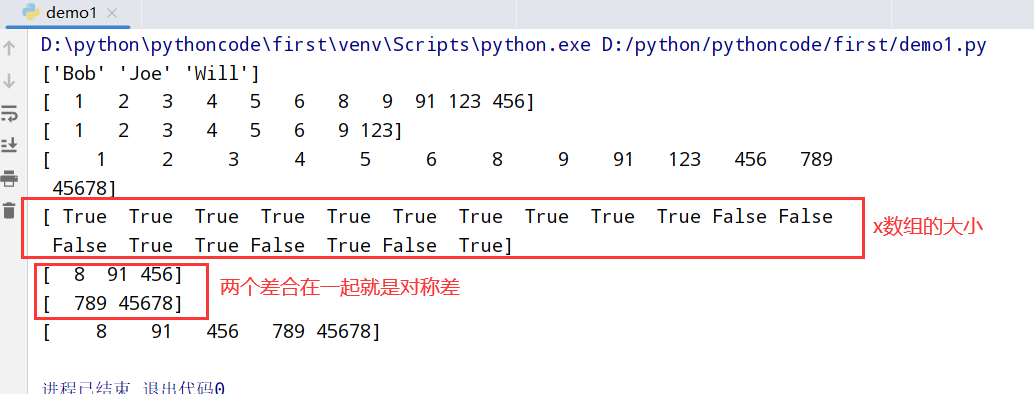 demo1
D:\python\pythoncode\first\venv\Scripts\python.exe D:/python/pythoncode/first/demo1.py
['Bob' 'Joe' 'Will']
[  1   2   3   4   5   6   8   9  91 123 456]
[  1   2   3   4   5   6   9 123]
[    1     2     3     4     5     6     8     9    91   123   456   789
 45678]
[ True  True  True  True  True  True  True  True  True  True False False
 False  True  True False  True False  True]
x数组的大小
[  8  91 456]
[  789 45678]
两个差合在一起就是对称差
[    8    91   456   789 45678]
进程已结束,退出代码0